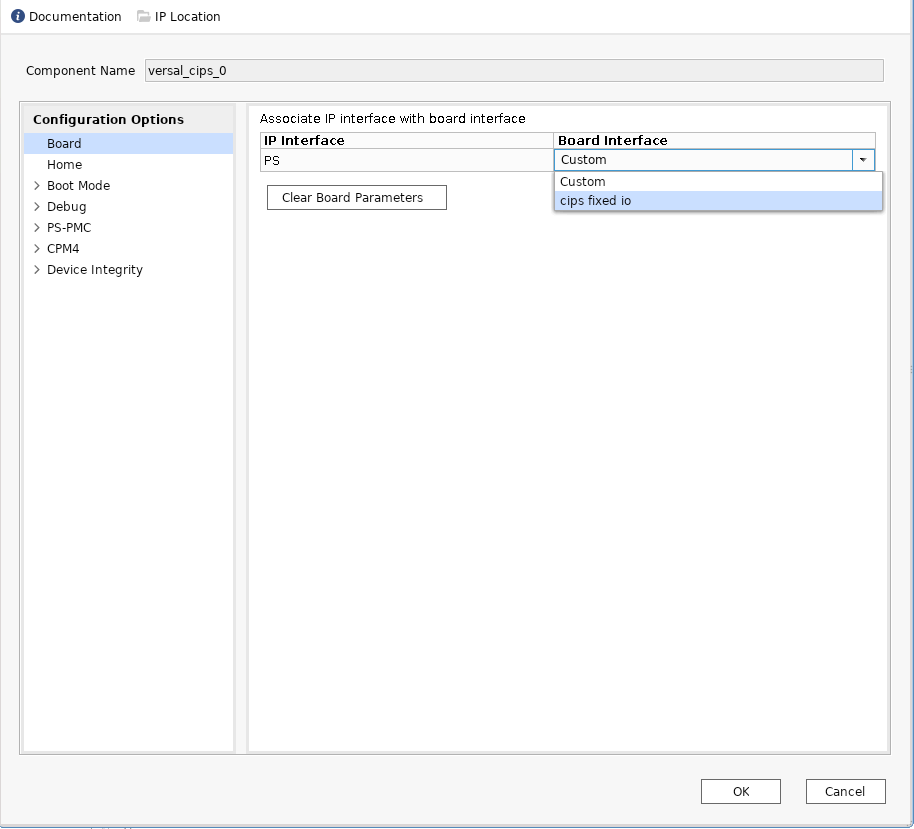 Documentation IP Location
Component Name versal_cips_0
Configuration Options
Board
Home
Boot Mode
Debug
PS-PMC
CPM4
Device Integrity
Associate IP interface with board interface
IP Interface Board Interface
PS Custom
Custom
cips fixed io
Clear Board Parameters
OK Cancel